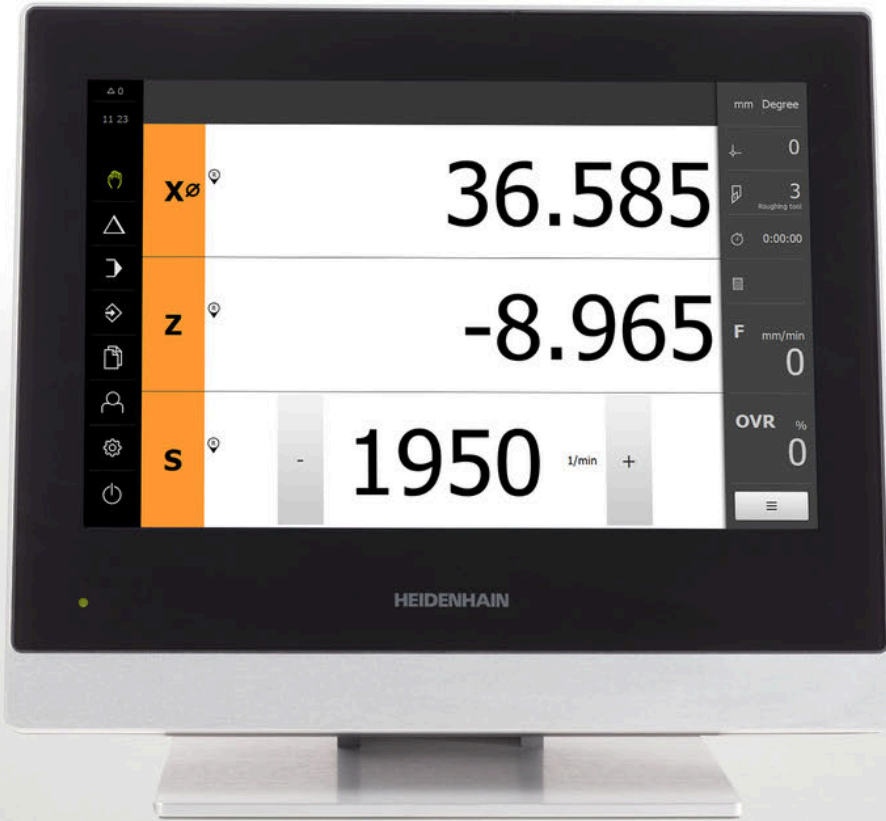 △ 0
11 23
X⌀
R
36.585
Z
R
-8.965
S
R
-
1950
1/min
+
mm Degree
0
3
Roughing tool
0:00:00
F mm/min
0
OVR %
0
HEIDENHAIN